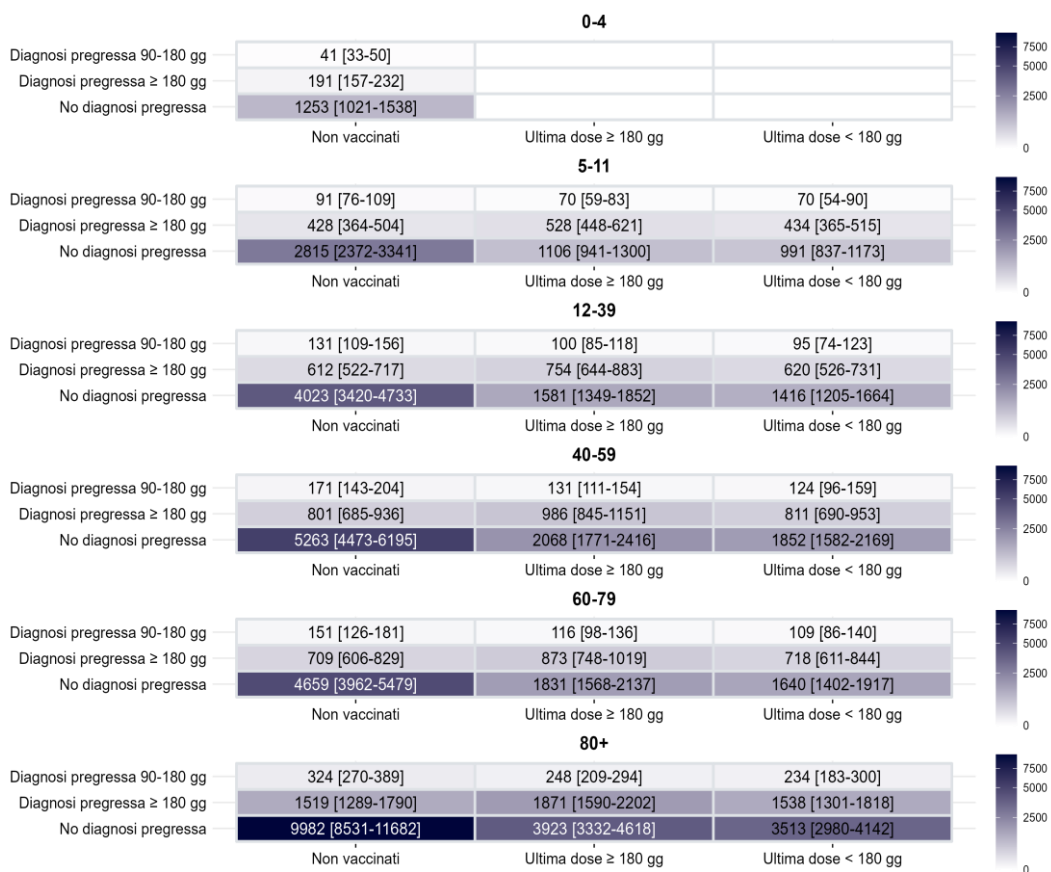 0-4
Diagnosi pregressa 90-180 gg 41 [33-50]
Diagnosi pregressa ≥ 180 gg 191 [157-232]
No diagnosi pregressa 1253 [1021-1538]
Non vaccinati Ultima dose ≥ 180 gg Ultima dose < 180 gg
7500
5000
2500
0
5-11
Diagnosi pregressa 90-180 gg 91 [76-109] 70 [59-83] 70 [54-90]
Diagnosi pregressa ≥ 180 gg 428 [364-504] 528 [448-621] 434 [365-515]
No diagnosi pregressa 2815 [2372-3341] 1106 [941-1300] 991 [837-1173]
Non vaccinati Ultima dose ≥ 180 gg Ultima dose < 180 gg
7500
5000
2500
0
12-39
Diagnosi pregressa 90-180 gg 131 [109-156] 100 [85-118] 95 [74-123]
Diagnosi pregressa ≥ 180 gg 612 [522-717] 754 [644-883] 620 [526-731]
No diagnosi pregressa 4023 [3420-4733] 1581 [1349-1852] 1416 [1205-1664]
Non vaccinati Ultima dose ≥ 180 gg Ultima dose < 180 gg
7500
5000
2500
0
40-59
Diagnosi pregressa 90-180 gg 171 [143-204] 131 [111-154] 124 [96-159]
Diagnosi pregressa ≥ 180 gg 801 [685-936] 986 [845-1151] 811 [690-953]
No diagnosi pregressa 5263 [4473-6195] 2068 [1771-2416] 1852 [1582-2169]
Non vaccinati Ultima dose ≥ 180 gg Ultima dose < 180 gg
7500
5000
2500
0
60-79
Diagnosi pregressa 90-180 gg 151 [126-181] 116 [98-136] 109 [86-140]
Diagnosi pregressa ≥ 180 gg 709 [606-829] 873 [748-1019] 718 [611-844]
No diagnosi pregressa 4659 [3962-5479] 1831 [1568-2137] 1640 [1402-1917]
Non vaccinati Ultima dose ≥ 180 gg Ultima dose < 180 gg
7500
5000
2500
0
80+
Diagnosi pregressa 90-180 gg 324 [270-389] 248 [209-294] 234 [183-300]
Diagnosi pregressa ≥ 180 gg 1519 [1289-1790] 1871 [1590-2202] 1538 [1301-1818]
No diagnosi pregressa 9982 [8531-11682] 3923 [3332-4618] 3513 [2980-4142]
Non vaccinati Ultima dose ≥ 180 gg Ultima dose < 180 gg
7500
5000
2500
0